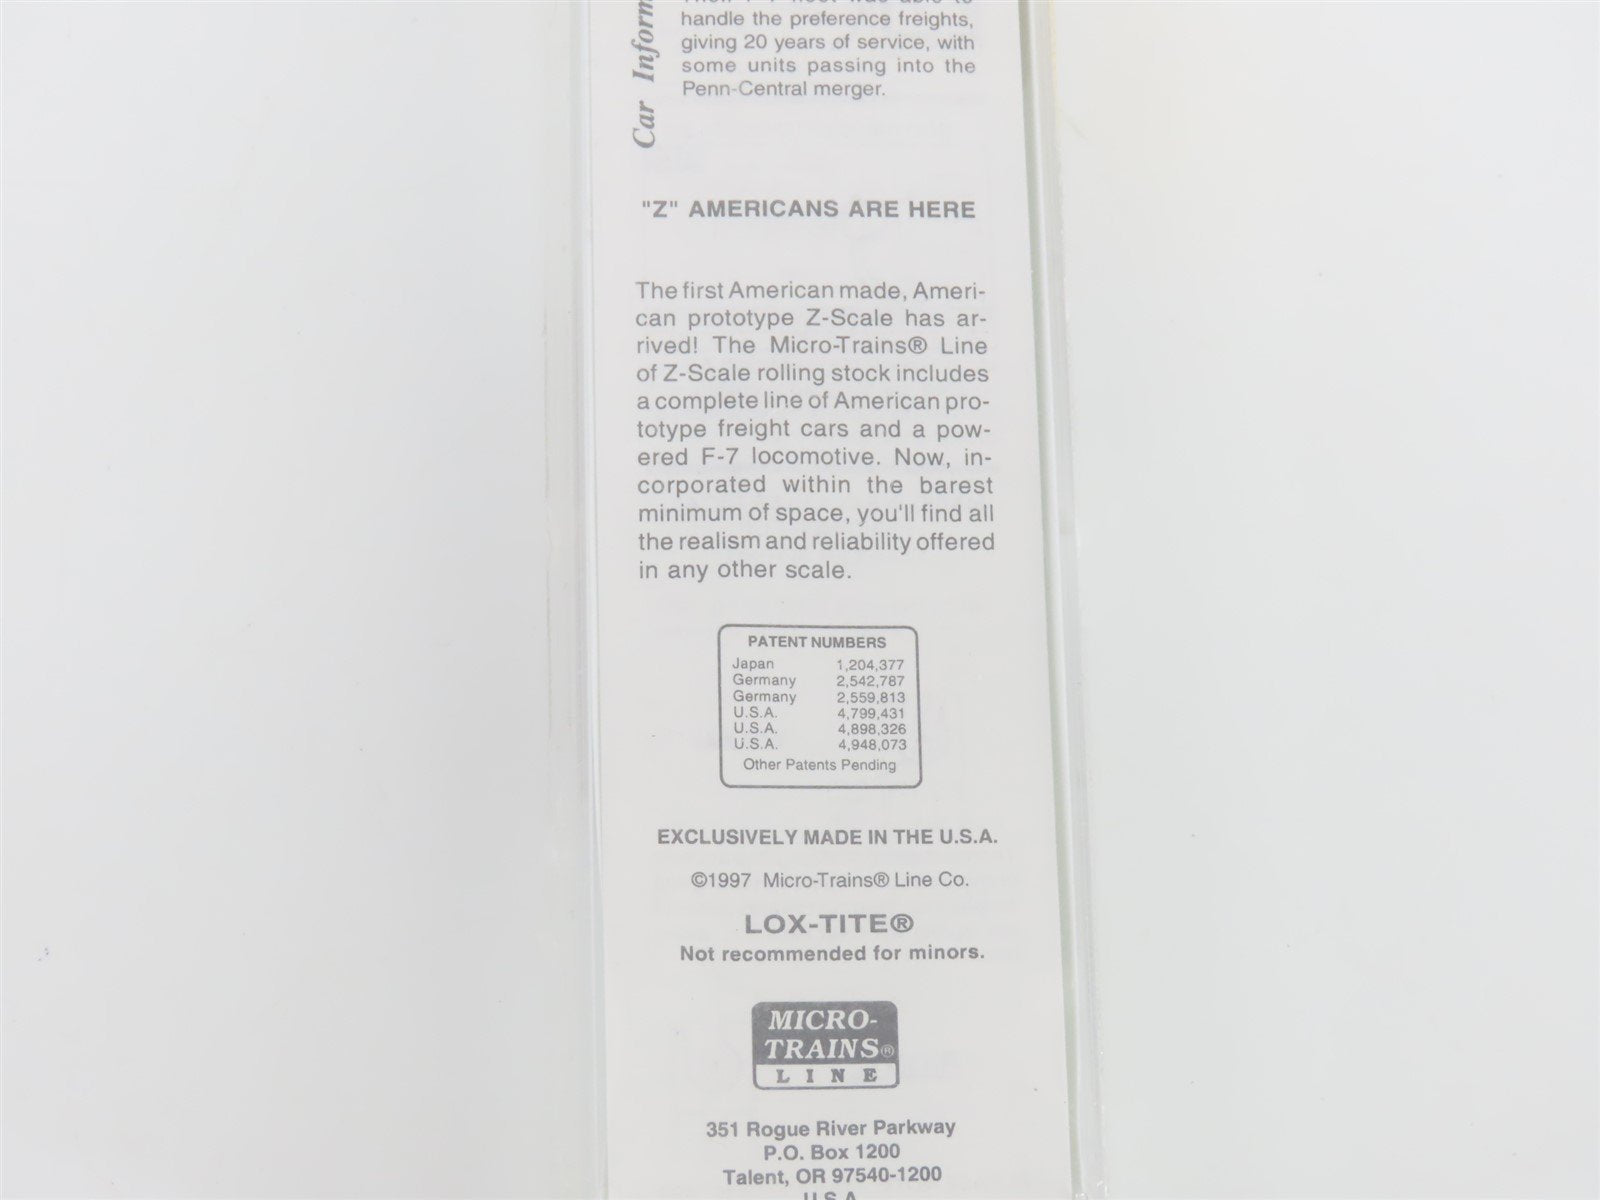 Car Inform
Their F-7 fleet was able to
handle the preference freights,
giving 20 years of service, with
some units passing into the
Penn-Central merger.
"Z" AMERICANS ARE HERE
The first American made, Ameri-
can prototype Z-Scale has ar-
rived! The Micro-Trains® Line
of Z-Scale rolling stock includes
a complete line of American pro-
totype freight cars and a pow-
ered F-7 locomotive. Now, in-
corporated within the barest
minimum of space, you'll find all
the realism and reliability offered
in any other scale.
PATENT NUMBERS
Japan 1,204,377
Germany 2,542,787
Germany 2,559,813
U.S.A. 4,799,431
U.S.A. 4,898,326
U.S.A. 4,948,073
Other Patents Pending
EXCLUSIVELY MADE IN THE U.S.A.
©1997 Micro-Trains® Line Co.
LOX-TITE®
Not recommended for minors.
MICRO-
TRAINS®
LINE
351 Rogue River Parkway
P.O. Box 1200
Talent, OR 97540-1200
U.S.A.